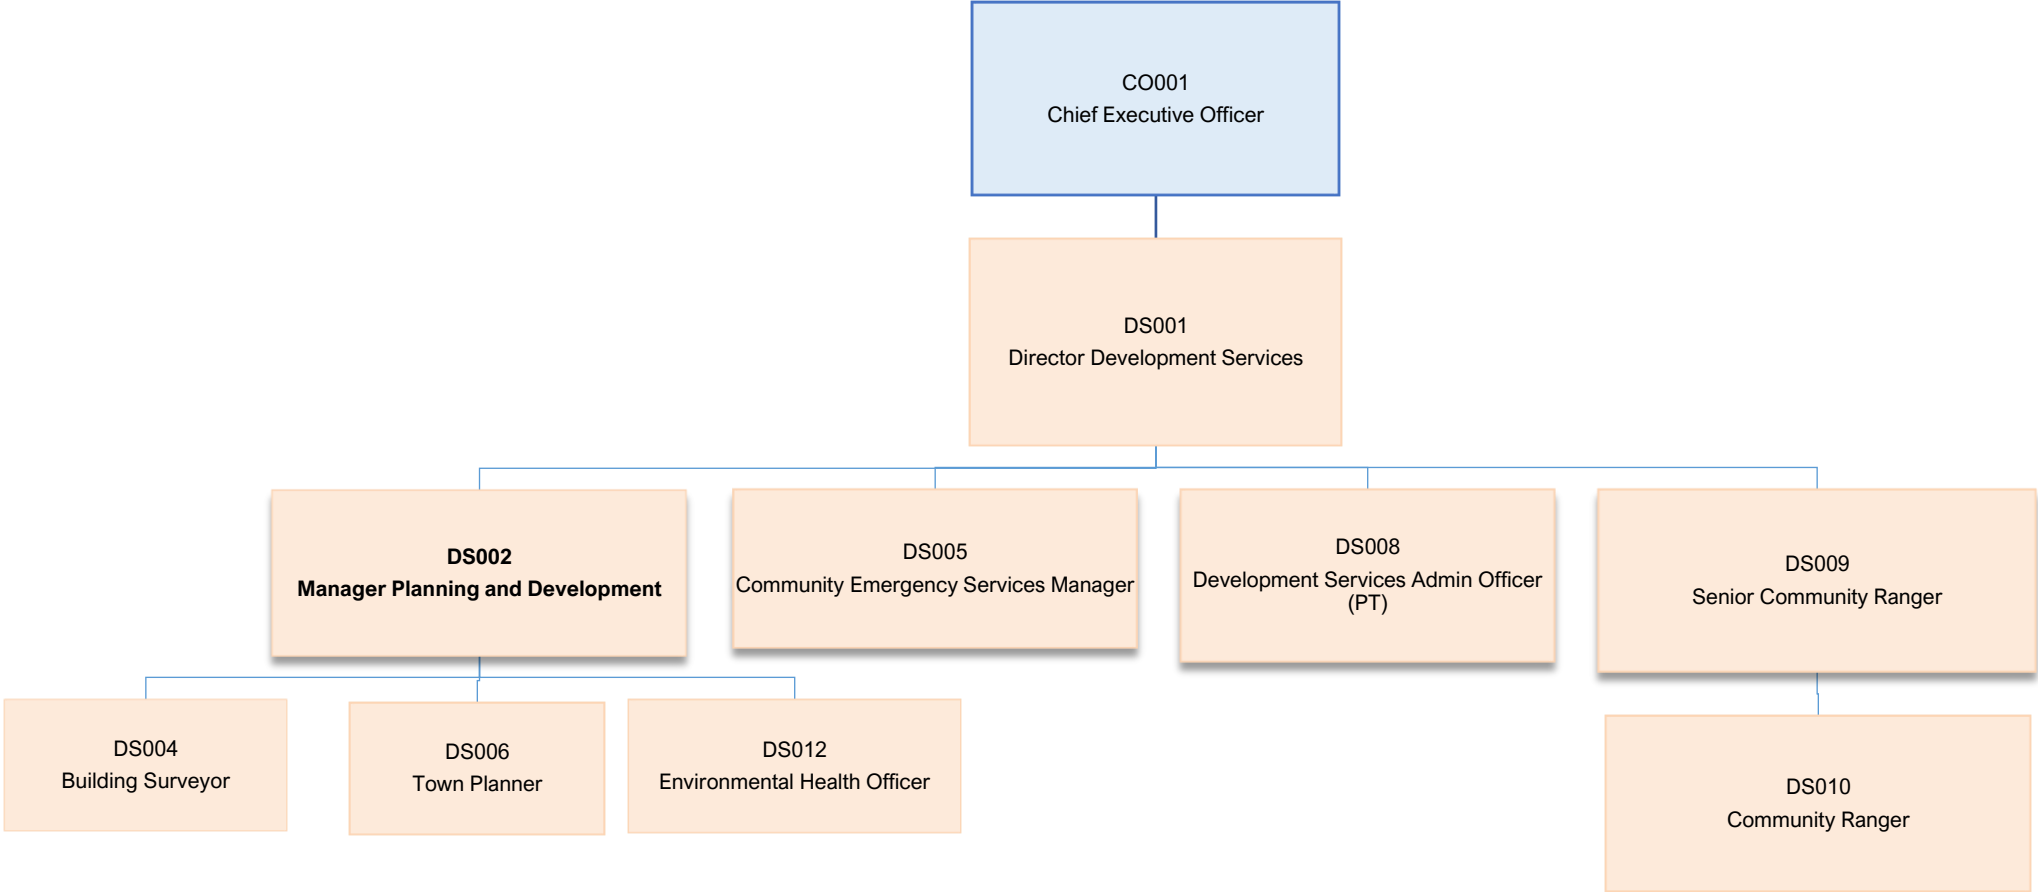 CO001
Chief Executive Officer
DS001
Director Development Services
DS002
Manager Planning and Development
DS005
Community Emergency Services Manager
DS008
Development Services Admin Officer
(PT)
DS009
Senior Community Ranger
DS004
Building Surveyor
DS006
Town Planner
DS012
Environmental Health Officer
DS010
Community Ranger